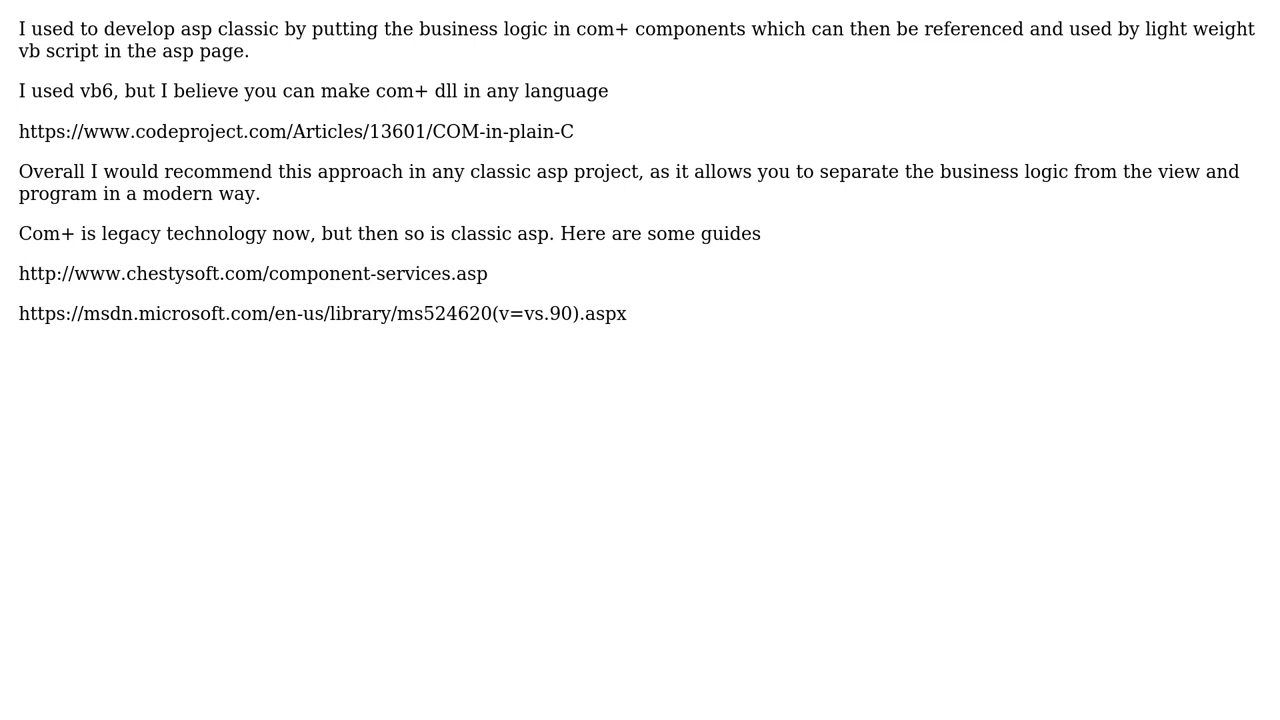 I used to develop asp classic by putting the business logic in com+ components which can then be referenced and used by light weight
vb script in the asp page.
I used vb6, but I believe you can make com+ dll in any language
https://www.codeproject.com/Articles/13601/COM-in-plain-C
Overall I would recommend this approach in any classic asp project, as it allows you to separate the business logic from the view and
program in a modern way.
Com+ is legacy technology now, but then so is classic asp. Here are some guides
http://www.chestysoft.com/component-services.asp
https://msdn.microsoft.com/en-us/library/ms524620(v=vs.90).aspx